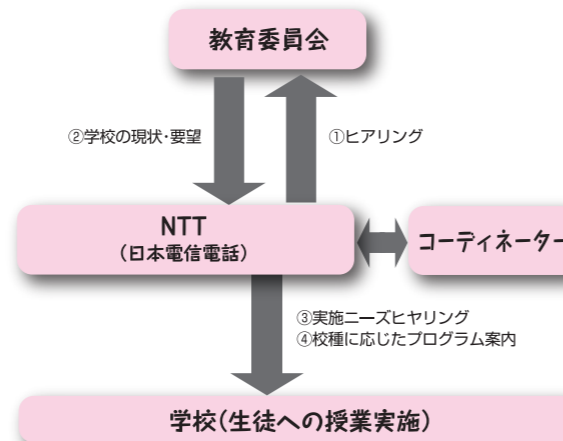 教育委員会
②学校の現状・要望
①ヒアリング
NTT
(日本電信電話)
コーディネーター
③実施ニーズヒヤリング
④校種に応じたプログラム案内
学校(生徒への授業実施)